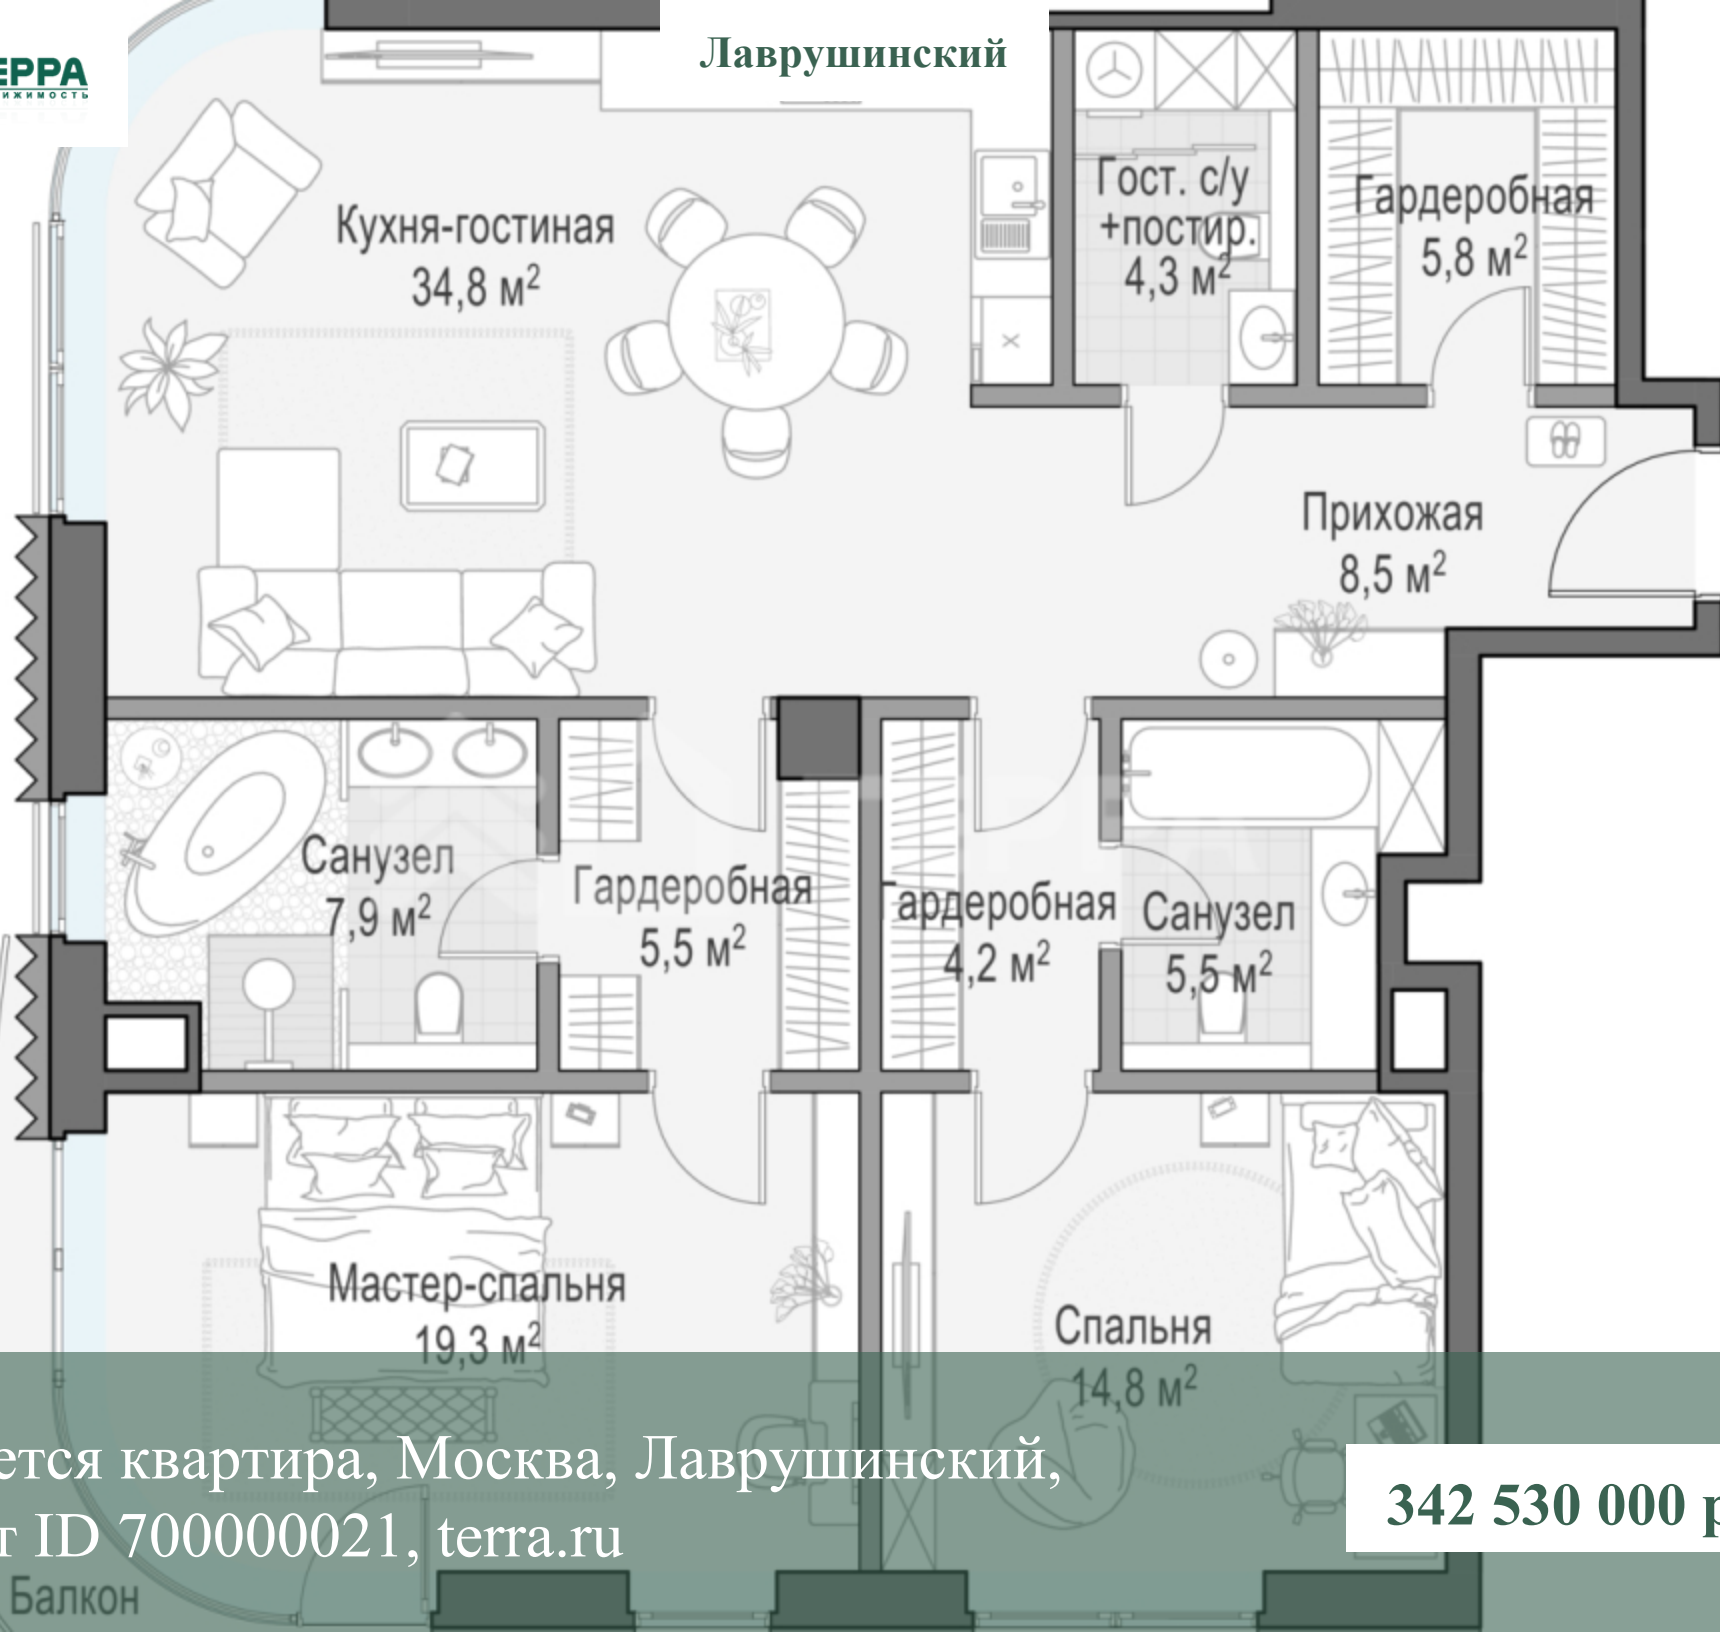 ЕРРА
вижимость
Лаврушинский
Кухня-гостиная
34,8 м²
Гост. с/у
+постир.
4,3 м²
Гардеробная
5,8 м²
Прихожая
8,5 м²
Санузел
7,9 м²
Гардеробная
5,5 м²
Гардеробная
4,2 м²
Санузел
5,5 м²
Мастер-спальня
19,3 м²
Спальня
14,8 м²
ется квартира, Москва, Лаврушинский,
т ID 700000021, terra.ru
342 530 000 р
Балкон